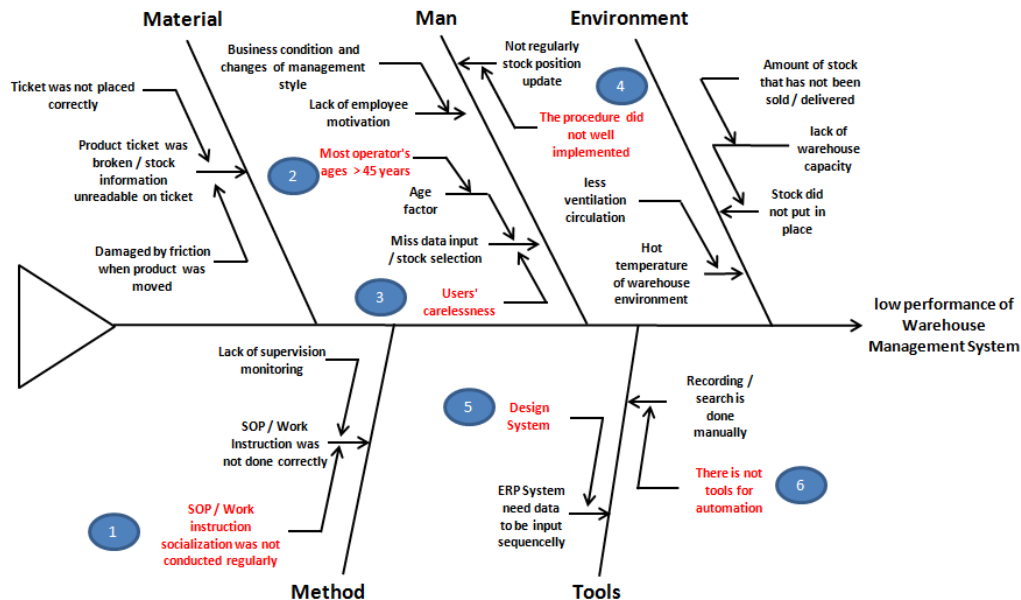 Material
Man
Environment
Ticket was not placed
correctly
Product ticket was
broken / stock
information
unreadable on ticket
Damaged by friction
when product was
moved
Business condition and
changes of management
style
Lack of employee
motivation
2
Most operator's
ages > 45 years
Age
factor
Miss data input
/ stock selection
3
Users'
carelessness
Not regularly
stock position
update
4
The procedure did
not well
implemented
less
ventilation
circulation
Hot
temperature
of warehouse
environment
Amount of stock
that has not been
sold / delivered
lack of
warehouse
capacity
Stock did
not put in
place
low performance of
Warehouse
Management System
Lack of supervision
monitoring
SOP / Work
Instruction was
not done correctly
1
SOP / Work
instruction
socialization was not
conducted regularly
5
Design
System
ERP System
need data
to be input
sequencelly
Recording /
search is
done
manually
There is not
tools for
automation
6
Method
Tools